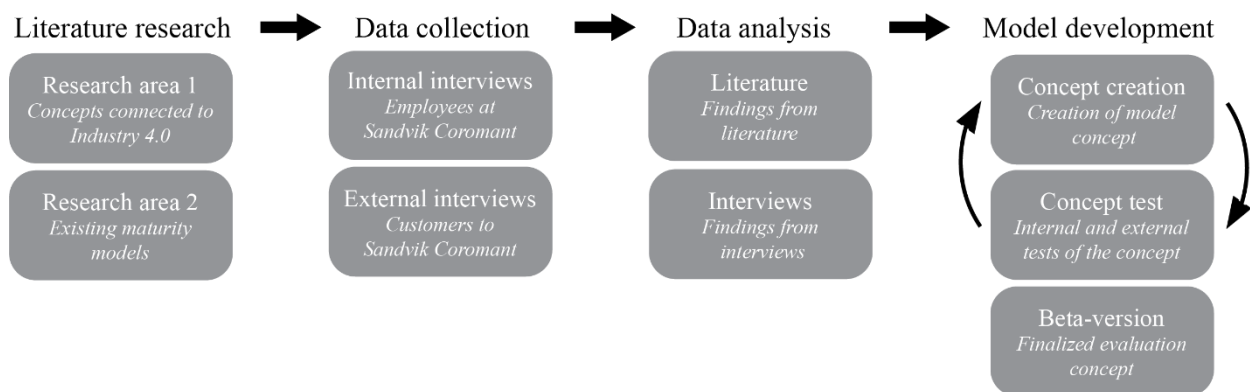 Literature research
Data collection
Data analysis
Model development
Research area 1
Concepts connected to
Industry 4.0
Research area 2
Existing maturity
models
Internal interviews
Employees at
Sandvik Coromant
External interviews
Customers to
Sandvik Coromant
Literature
Findings from
literature
Interviews
Findings from
interviews
Concept creation
Creation of model
concept
Concept test
Internal and external
tests of the concept
Beta-version
Finalized evaluation
concept